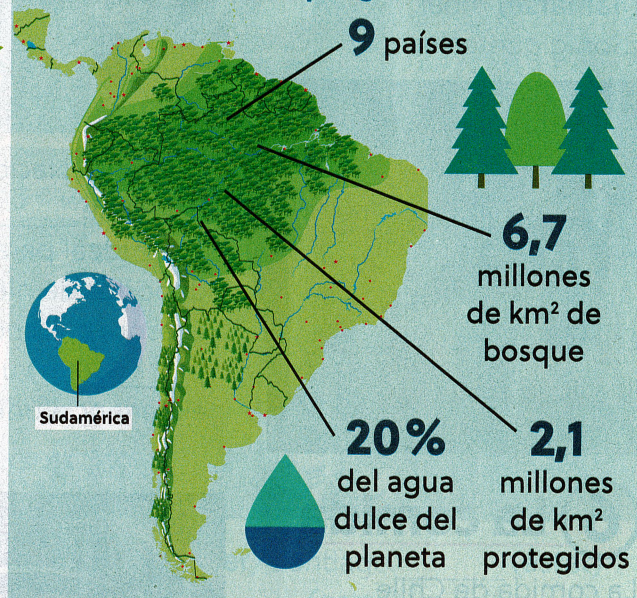 9 países
6,7
millones
de km² de
bosque
Sudamérica
20%
del agua
dulce del
planeta
2,1
millones
de km²
protegidos